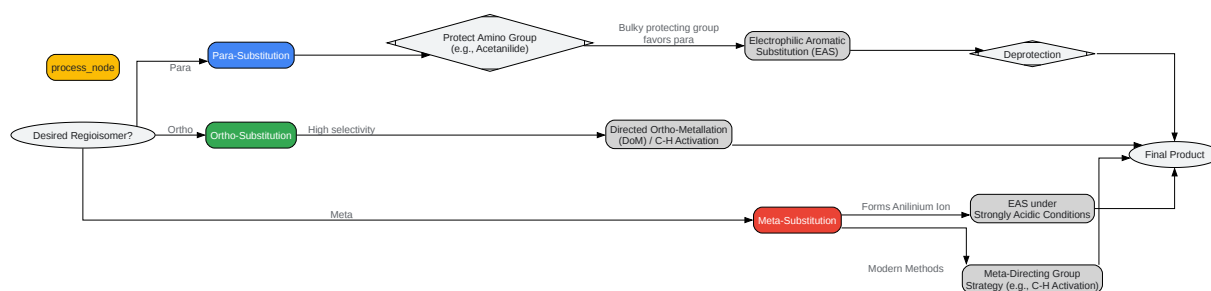 Protect Amino Group
(e.g., Acetanilide)
Bulky protecting group
favors para
Electrophilic Aromatic
Substitution (EAS)
Para-Substitution
Deprotection
process_node
Para
Desired Regioisomer?
Ortho
Ortho-Substitution
High selectivity
Directed Ortho-Metallation
(DoM) / C-H Activation
Final Product
Meta
Meta-Substitution
Forms Anilinium Ion
EAS under
Strongly Acidic Conditions
Modern Methods
Meta-Directing Group
Strategy (e.g., C-H Activation)